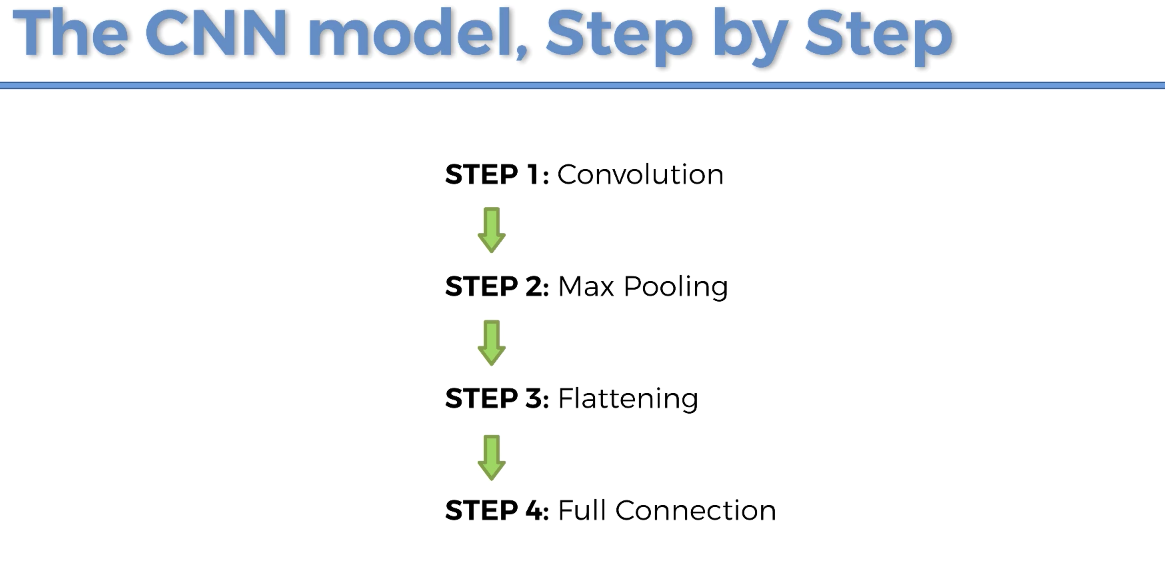 The CNN model, Step by Step
STEP 1: Convolution
STEP 2: Max Pooling
STEP 3: Flattening
STEP 4: Full Connection